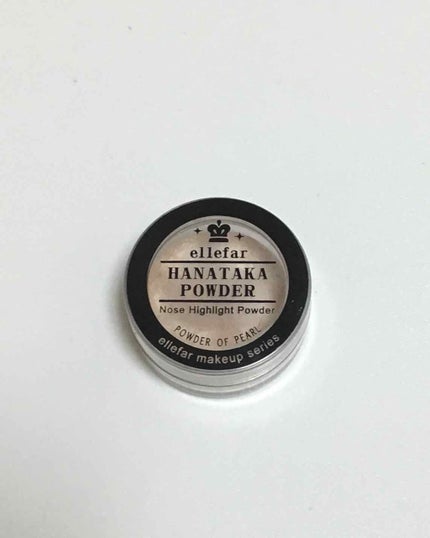 ellefar
HANATAKA
POWDER
Nose Highlight Powder
POWDER OF PEARL
ellefar makeup series